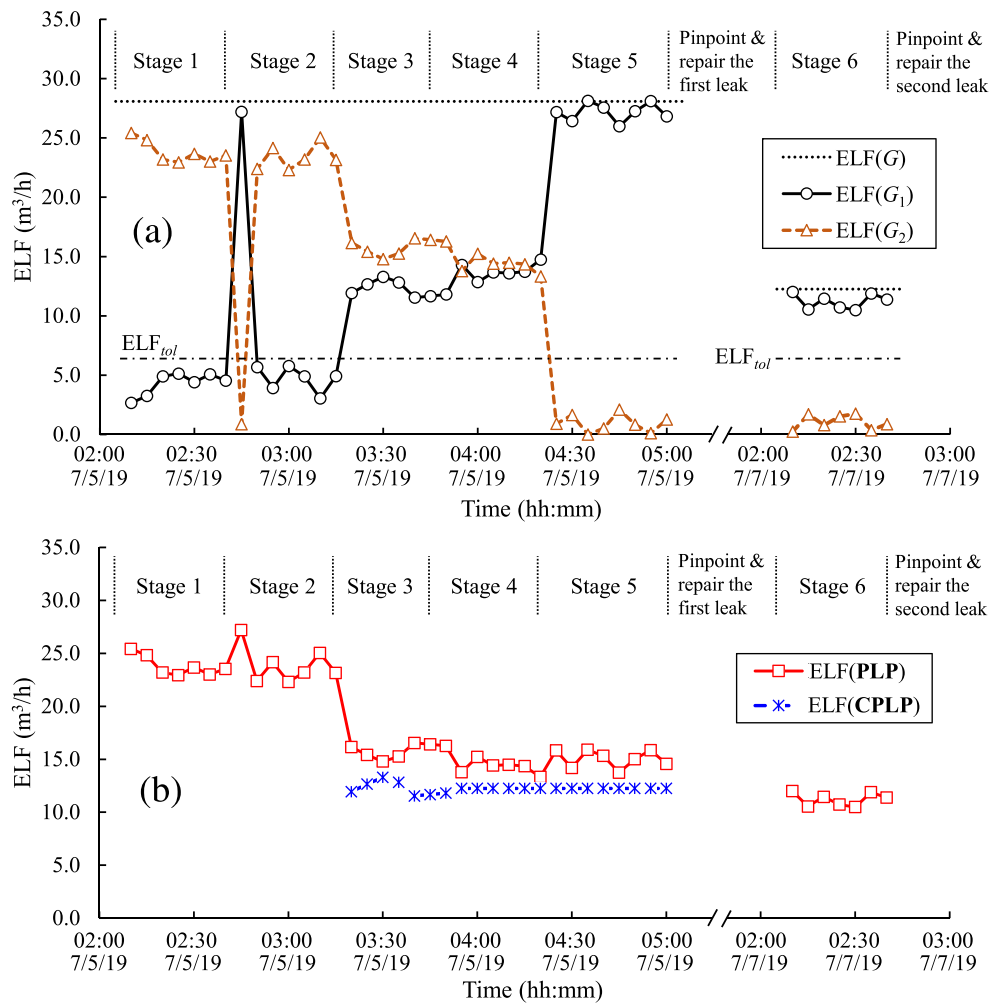 35.0
30.0
25.0
20.0
15.0
10.0
5.0
0.0
ELF (m³/h)
Stage 1
Stage 2
Stage 3
Stage 4
Stage 5
Pinpoint &
repair the
first leak
Stage 6
Pinpoint &
repair the
second leak
(a)
ELF(G)
ELF(G₁)
ELF(G₂)
ELFₜₒₗ
ELFₜₒₗ
02:00 02:30 03:00 03:30 04:00 04:30 05:00 02:00 02:30 03:00
7/5/19 7/5/19 7/5/19 7/5/19 7/5/19 7/5/19 7/5/19 7/7/19 7/7/19 7/7/19
Time (hh:mm)
35.0
30.0
25.0
20.0
15.0
10.0
5.0
0.0
ELF (m³/h)
Stage 1
Stage 2
Stage 3
Stage 4
Stage 5
Pinpoint &
repair the
first leak
Stage 6
Pinpoint &
repair the
second leak
(b)
ELF(PLP)
ELF(CPLP)
02:00 02:30 03:00 03:30 04:00 04:30 05:00 02:00 02:30 03:00
7/5/19 7/5/19 7/5/19 7/5/19 7/5/19 7/5/19 7/5/19 7/7/19 7/7/19 7/7/19
Time (hh:mm)